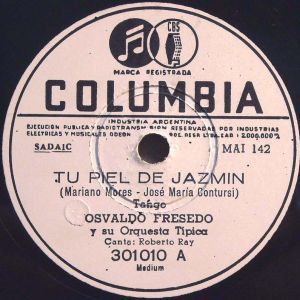 CBS
MARCA REGISTRADA
COLUMBIA
INDUSTRIA ARGENTINA
EJECUCION PUBLICA Y RADIOTRANSMISION RESERVADAS POR INDUSTRIAS
ELECTRICAS Y MUSICALES ODEON
SADAIC
MAI 142
TU PIEL DE JAZMIN
(Mariano Mores - José María Contursi)
Tango
OSVALDO FRESEDO
y su Orquesta Típica
Canta: Roberto Ray
301010 A
Medium